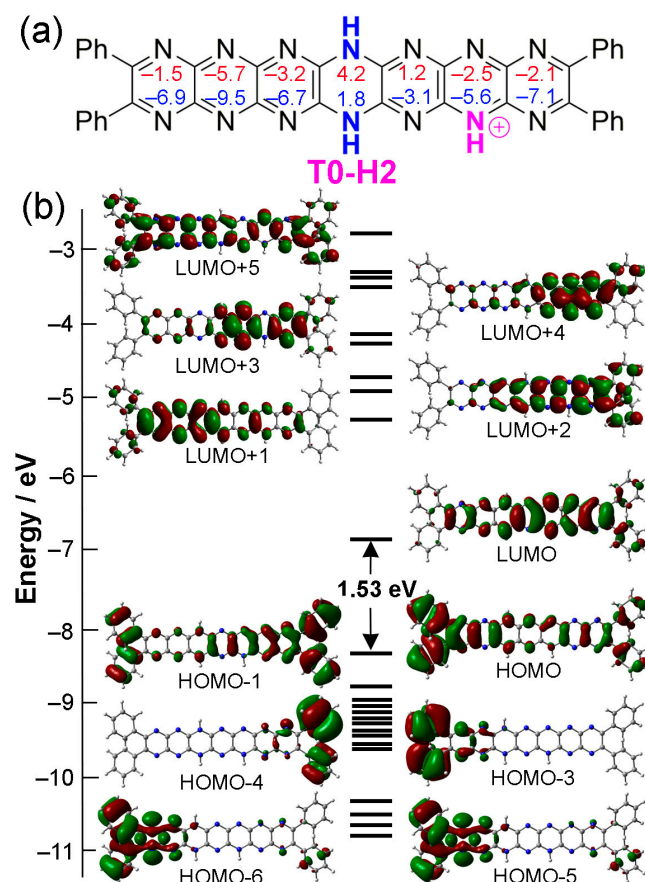 (a)
H
Ph N N N N N N N Ph
–1.5 –5.7 –3.2 4.2 1.2 –2.5 –2.1
–6.9 –9.5 –6.7 1.8 –3.1 –5.6 –7.1
Ph N N N N N N N Ph
H H +
T0-H2
(b)
Energy / eV
–3
–4
–5
–6
–7
–8
–9
–10
–11
LUMO+5
LUMO+4
LUMO+3
LUMO+2
LUMO+1
LUMO
1.53 eV
HOMO-1
HOMO
HOMO-4
HOMO-3
HOMO-6
HOMO-5